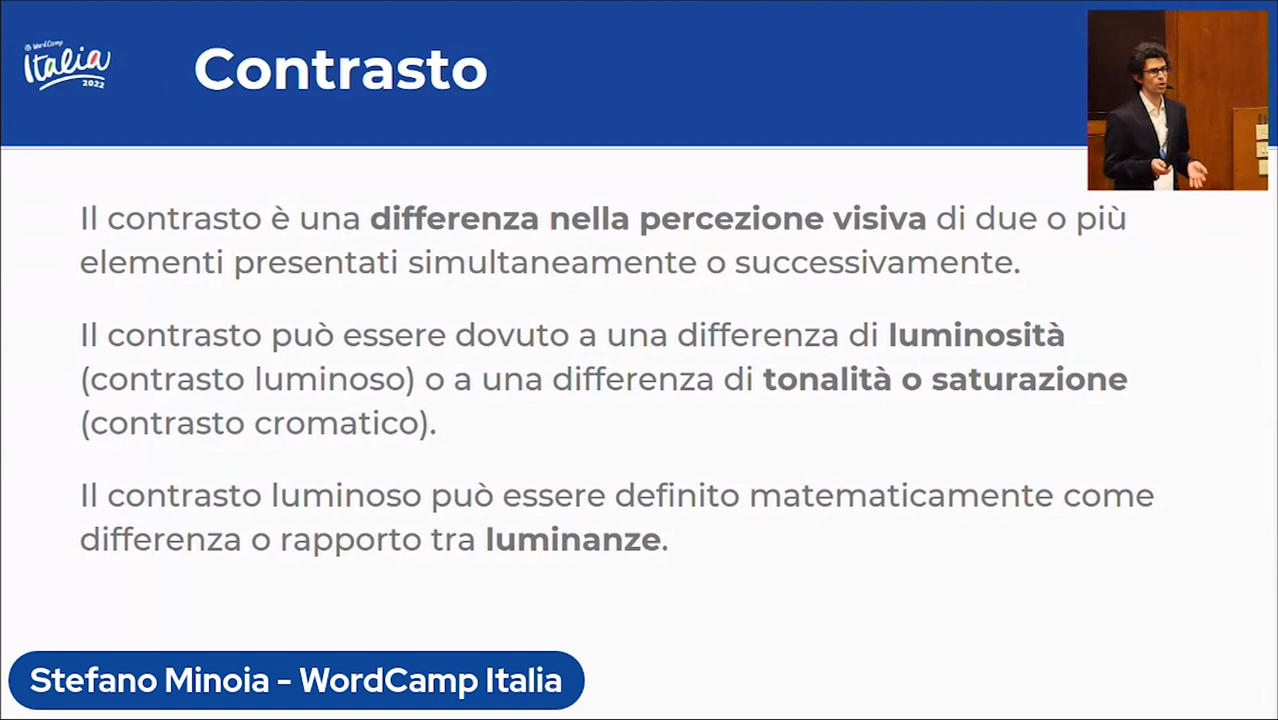 WordCamp
Italia
2022
Contrasto
Il contrasto è una differenza nella percezione visiva di due o più
elementi presentati simultaneamente o successivamente.
Il contrasto può essere dovuto a una differenza di luminosità
(contrasto luminoso) o a una differenza di tonalità o saturazione
(contrasto cromatico).
Il contrasto luminoso può essere definito matematicamente come
differenza o rapporto tra luminanze.
Stefano Minoia - WordCamp Italia